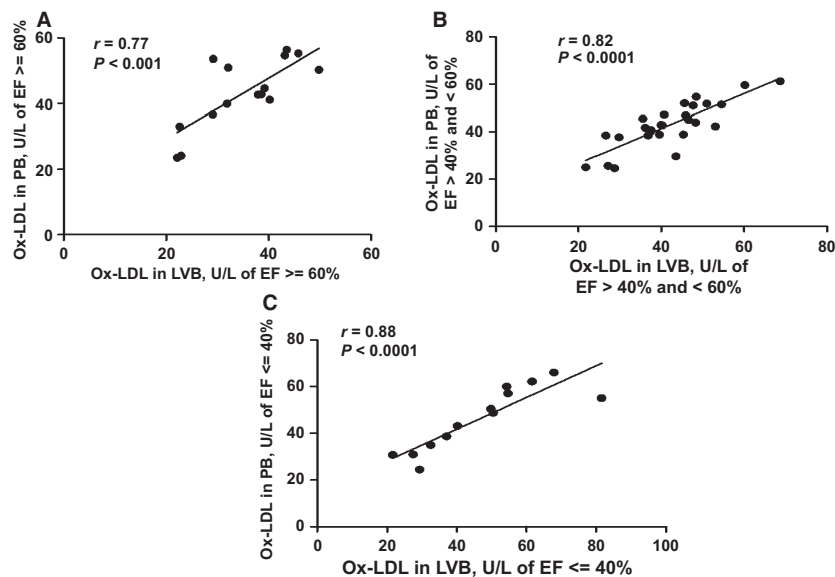 A
r = 0.77
P < 0.001
Ox-LDL in PB, U/L of EF >= 60%
60
40
20
0
0
20
40
60
Ox-LDL in LVB, U/L of EF >= 60%
B
r = 0.82
P < 0.0001
Ox-LDL in PB, U/L of
EF > 40% and < 60%
80
60
40
20
0
0
20
40
60
80
Ox-LDL in LVB, U/L of
EF > 40% and < 60%
C
r = 0.88
P < 0.0001
Ox-LDL in PB, U/L of EF <= 40%
80
60
40
20
0
0
20
40
60
80
100
Ox-LDL in LVB, U/L of EF <= 40%